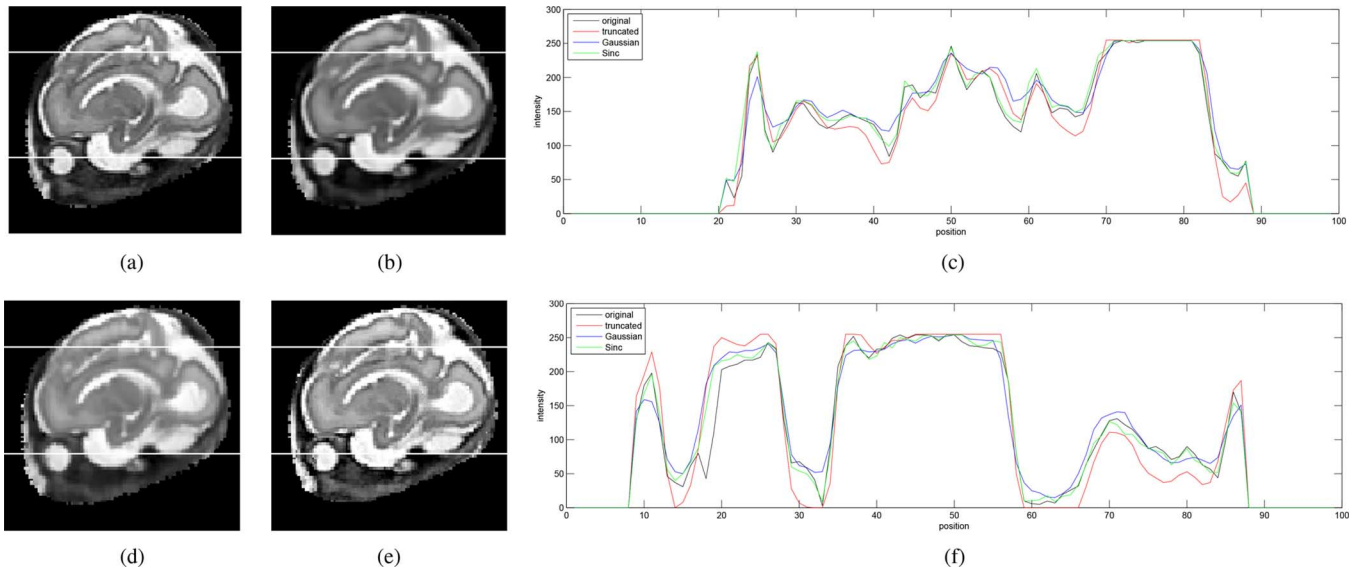 300
250
200
150
100
50
0
intensity
original
truncated
Gaussian
Sinc
0 10 20 30 40 50 60 70 80 90 100
position
(a) (b) (c)
300
250
200
150
100
50
0
intensity
original
truncated
Gaussian
Sinc
0 10 20 30 40 50 60 70 80 90 100
position
(d) (e) (f)